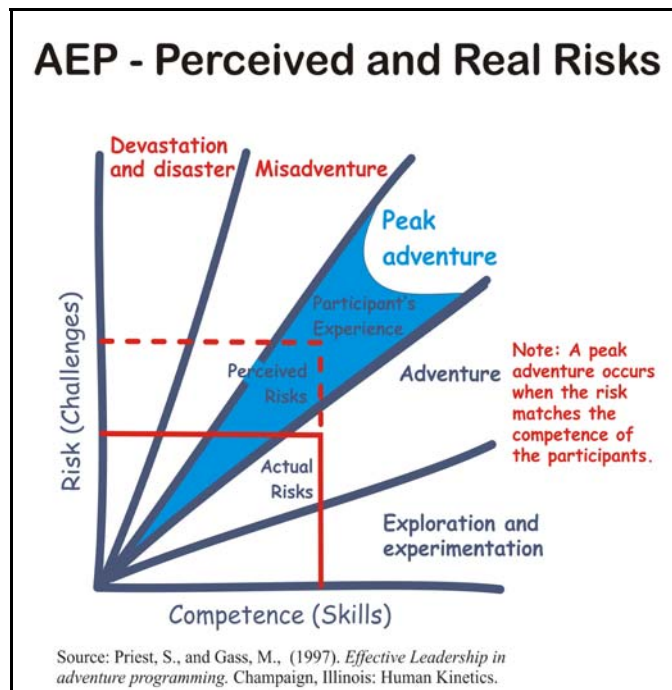 AEP - Perceived and Real Risks
Devastation
and disaster
Misadventure
Peak
adventure
Participant's
Experience
Perceived
Risks
Adventure
Note: A peak
adventure occurs
when the risk
matches the
competence of
the participants.
Actual
Risks
Exploration and
experimentation
Risk (Challenges)
Competence (Skills)
Source: Priest, S., and Gass, M., (1997). Effective Leadership in
adventure programming. Champaign, Illinois: Human Kinetics.